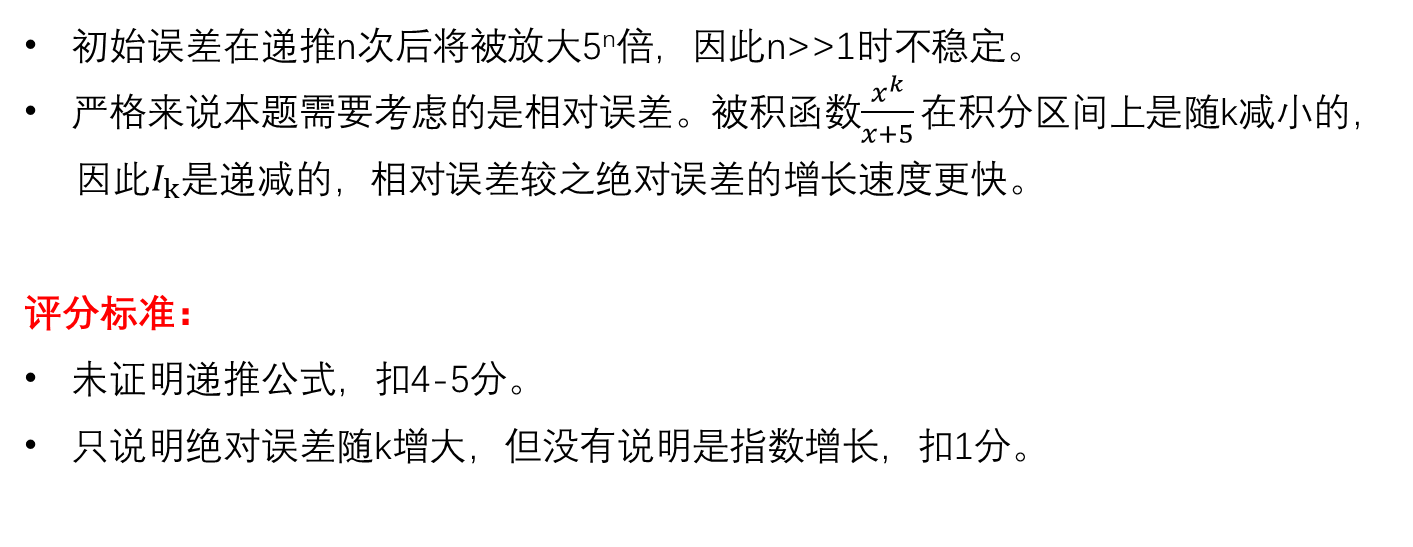 • 初始误差在递推n次后将被放大5ⁿ倍，因此n>>1时不稳定。
• 严格来说本题需要考虑的是相对误差。被积函数 x^k/(x+5) 在积分区间上是随k减小的，
因此I_k是递减的，相对误差较之绝对误差的增长速度更快。
评分标准：
• 未证明递推公式，扣4-5分。
• 只说明绝对误差随k增大，但没有说明是指数增长，扣1分。